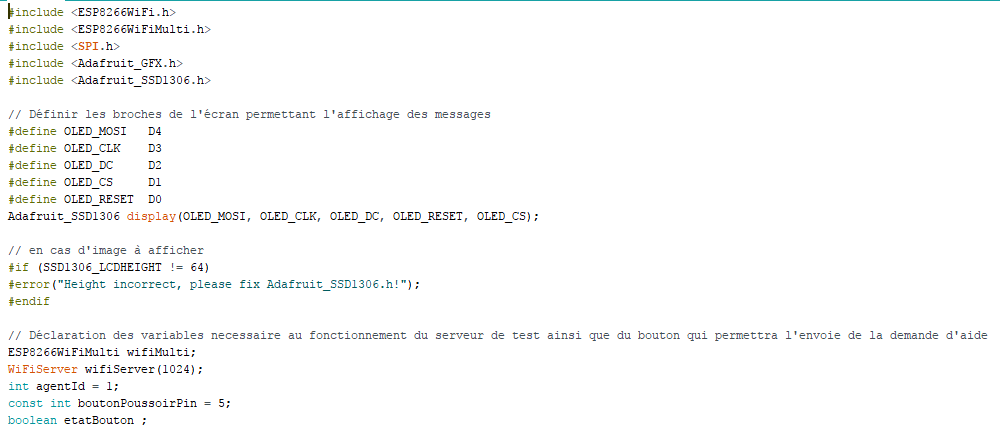 #include <ESP8266WiFi.h>
#include <ESP8266WiFiMulti.h>
#include <SPI.h>
#include <Adafruit_GFX.h>
#include <Adafruit_SSD1306.h>
// Définir les broches de l'écran permettant l'affichage des messages
#define OLED_MOSI   D4
#define OLED_CLK    D3
#define OLED_DC     D2
#define OLED_CS     D1
#define OLED_RESET  D0
Adafruit_SSD1306 display(OLED_MOSI, OLED_CLK, OLED_DC, OLED_RESET, OLED_CS);
// en cas d'image à afficher
#if (SSD1306_LCDHEIGHT != 64)
#error("Height incorrect, please fix Adafruit_SSD1306.h!");
#endif
// Déclaration des variables necessaire au fonctionnement du serveur de test ainsi que du bouton qui permettra l'envoie de la demande d'aide
ESP8266WiFiMulti wifiMulti;
WiFiServer wifiServer(1024);
int agentId = 1;
const int boutonPoussoirPin = 5;
boolean etatBouton ;